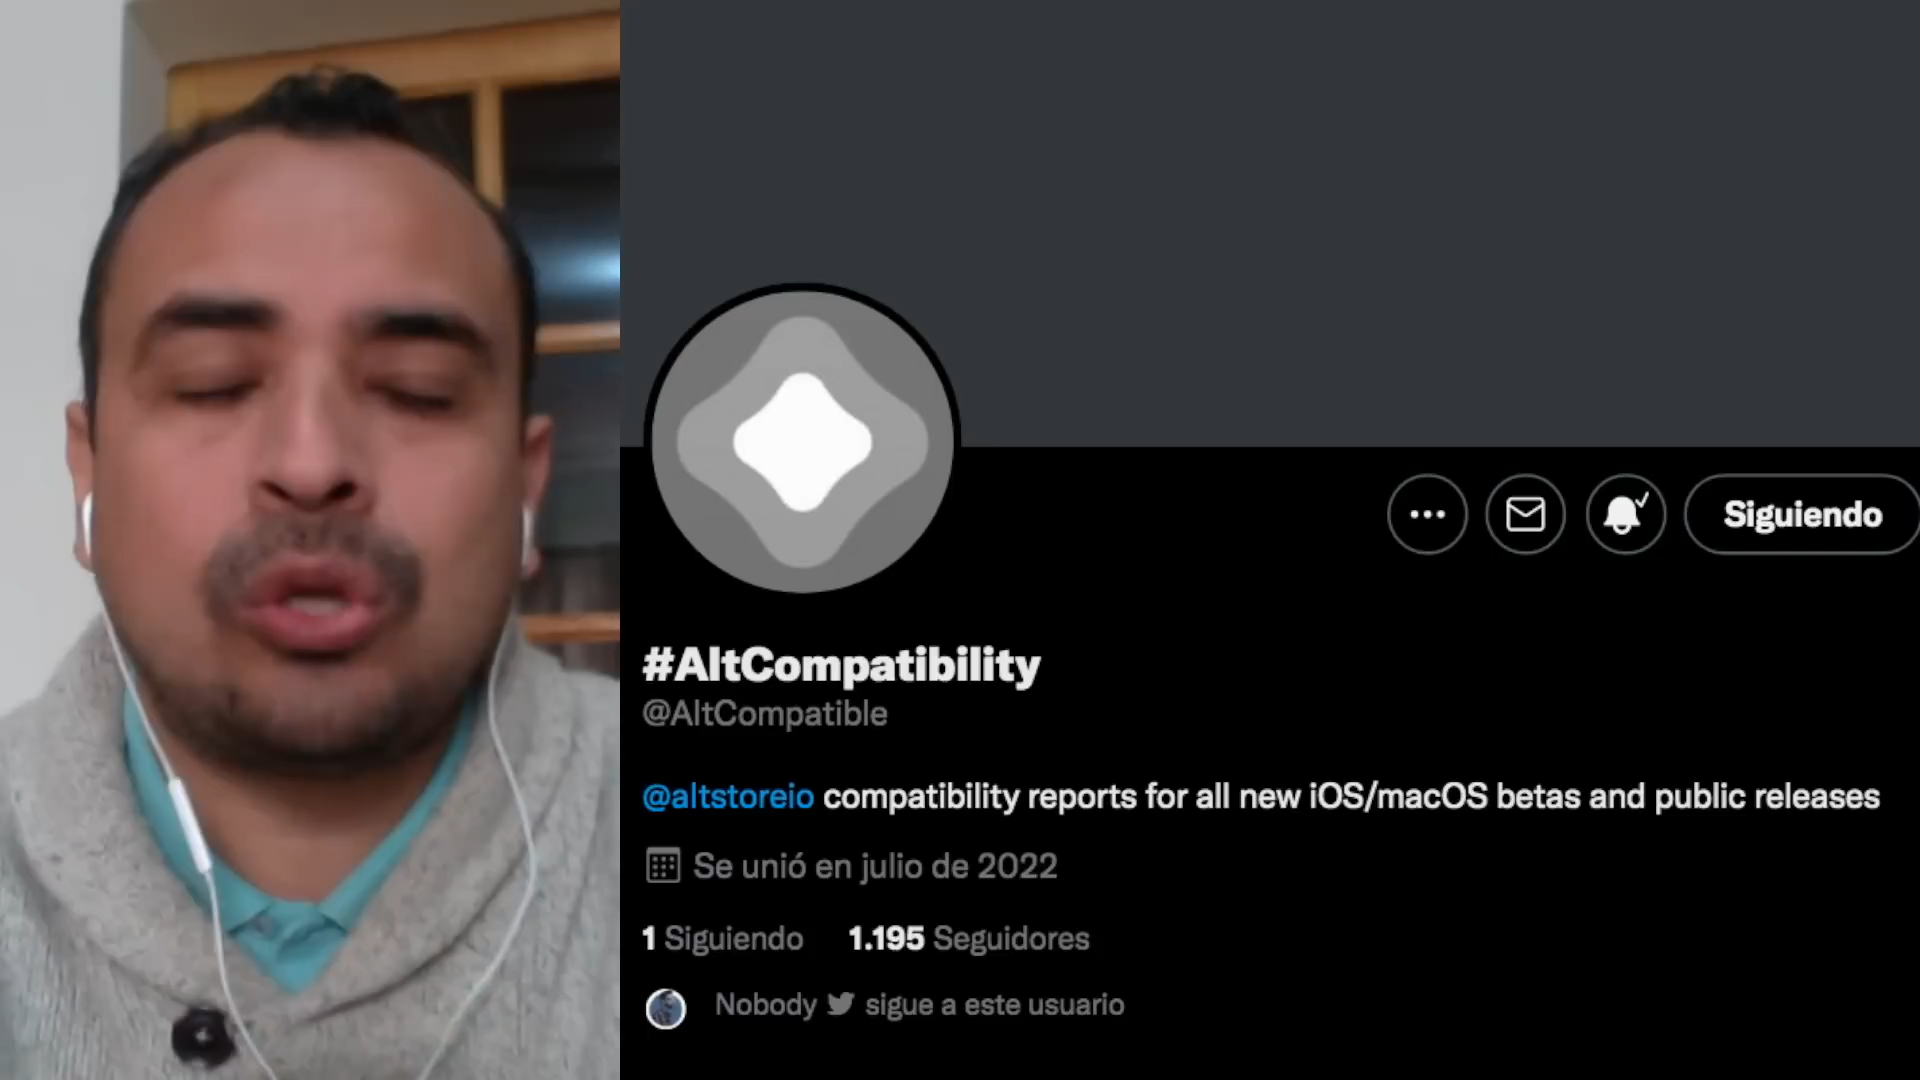 Siguiendo
#AltCompatibility
@AltCompatible
@altstoreio compatibility reports for all new iOS/macOS betas and public releases
Se unió en julio de 2022
1 Siguiendo 1.195 Seguidores
Nobody sigue a este usuario